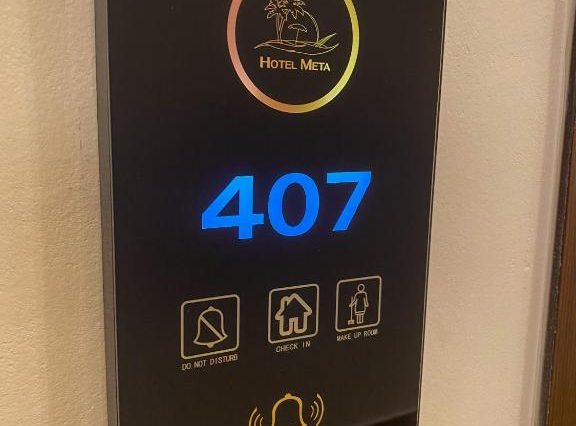 HOTEL META
407
DO NOT DISTURB
CHECK IN
MAKE UP ROOM